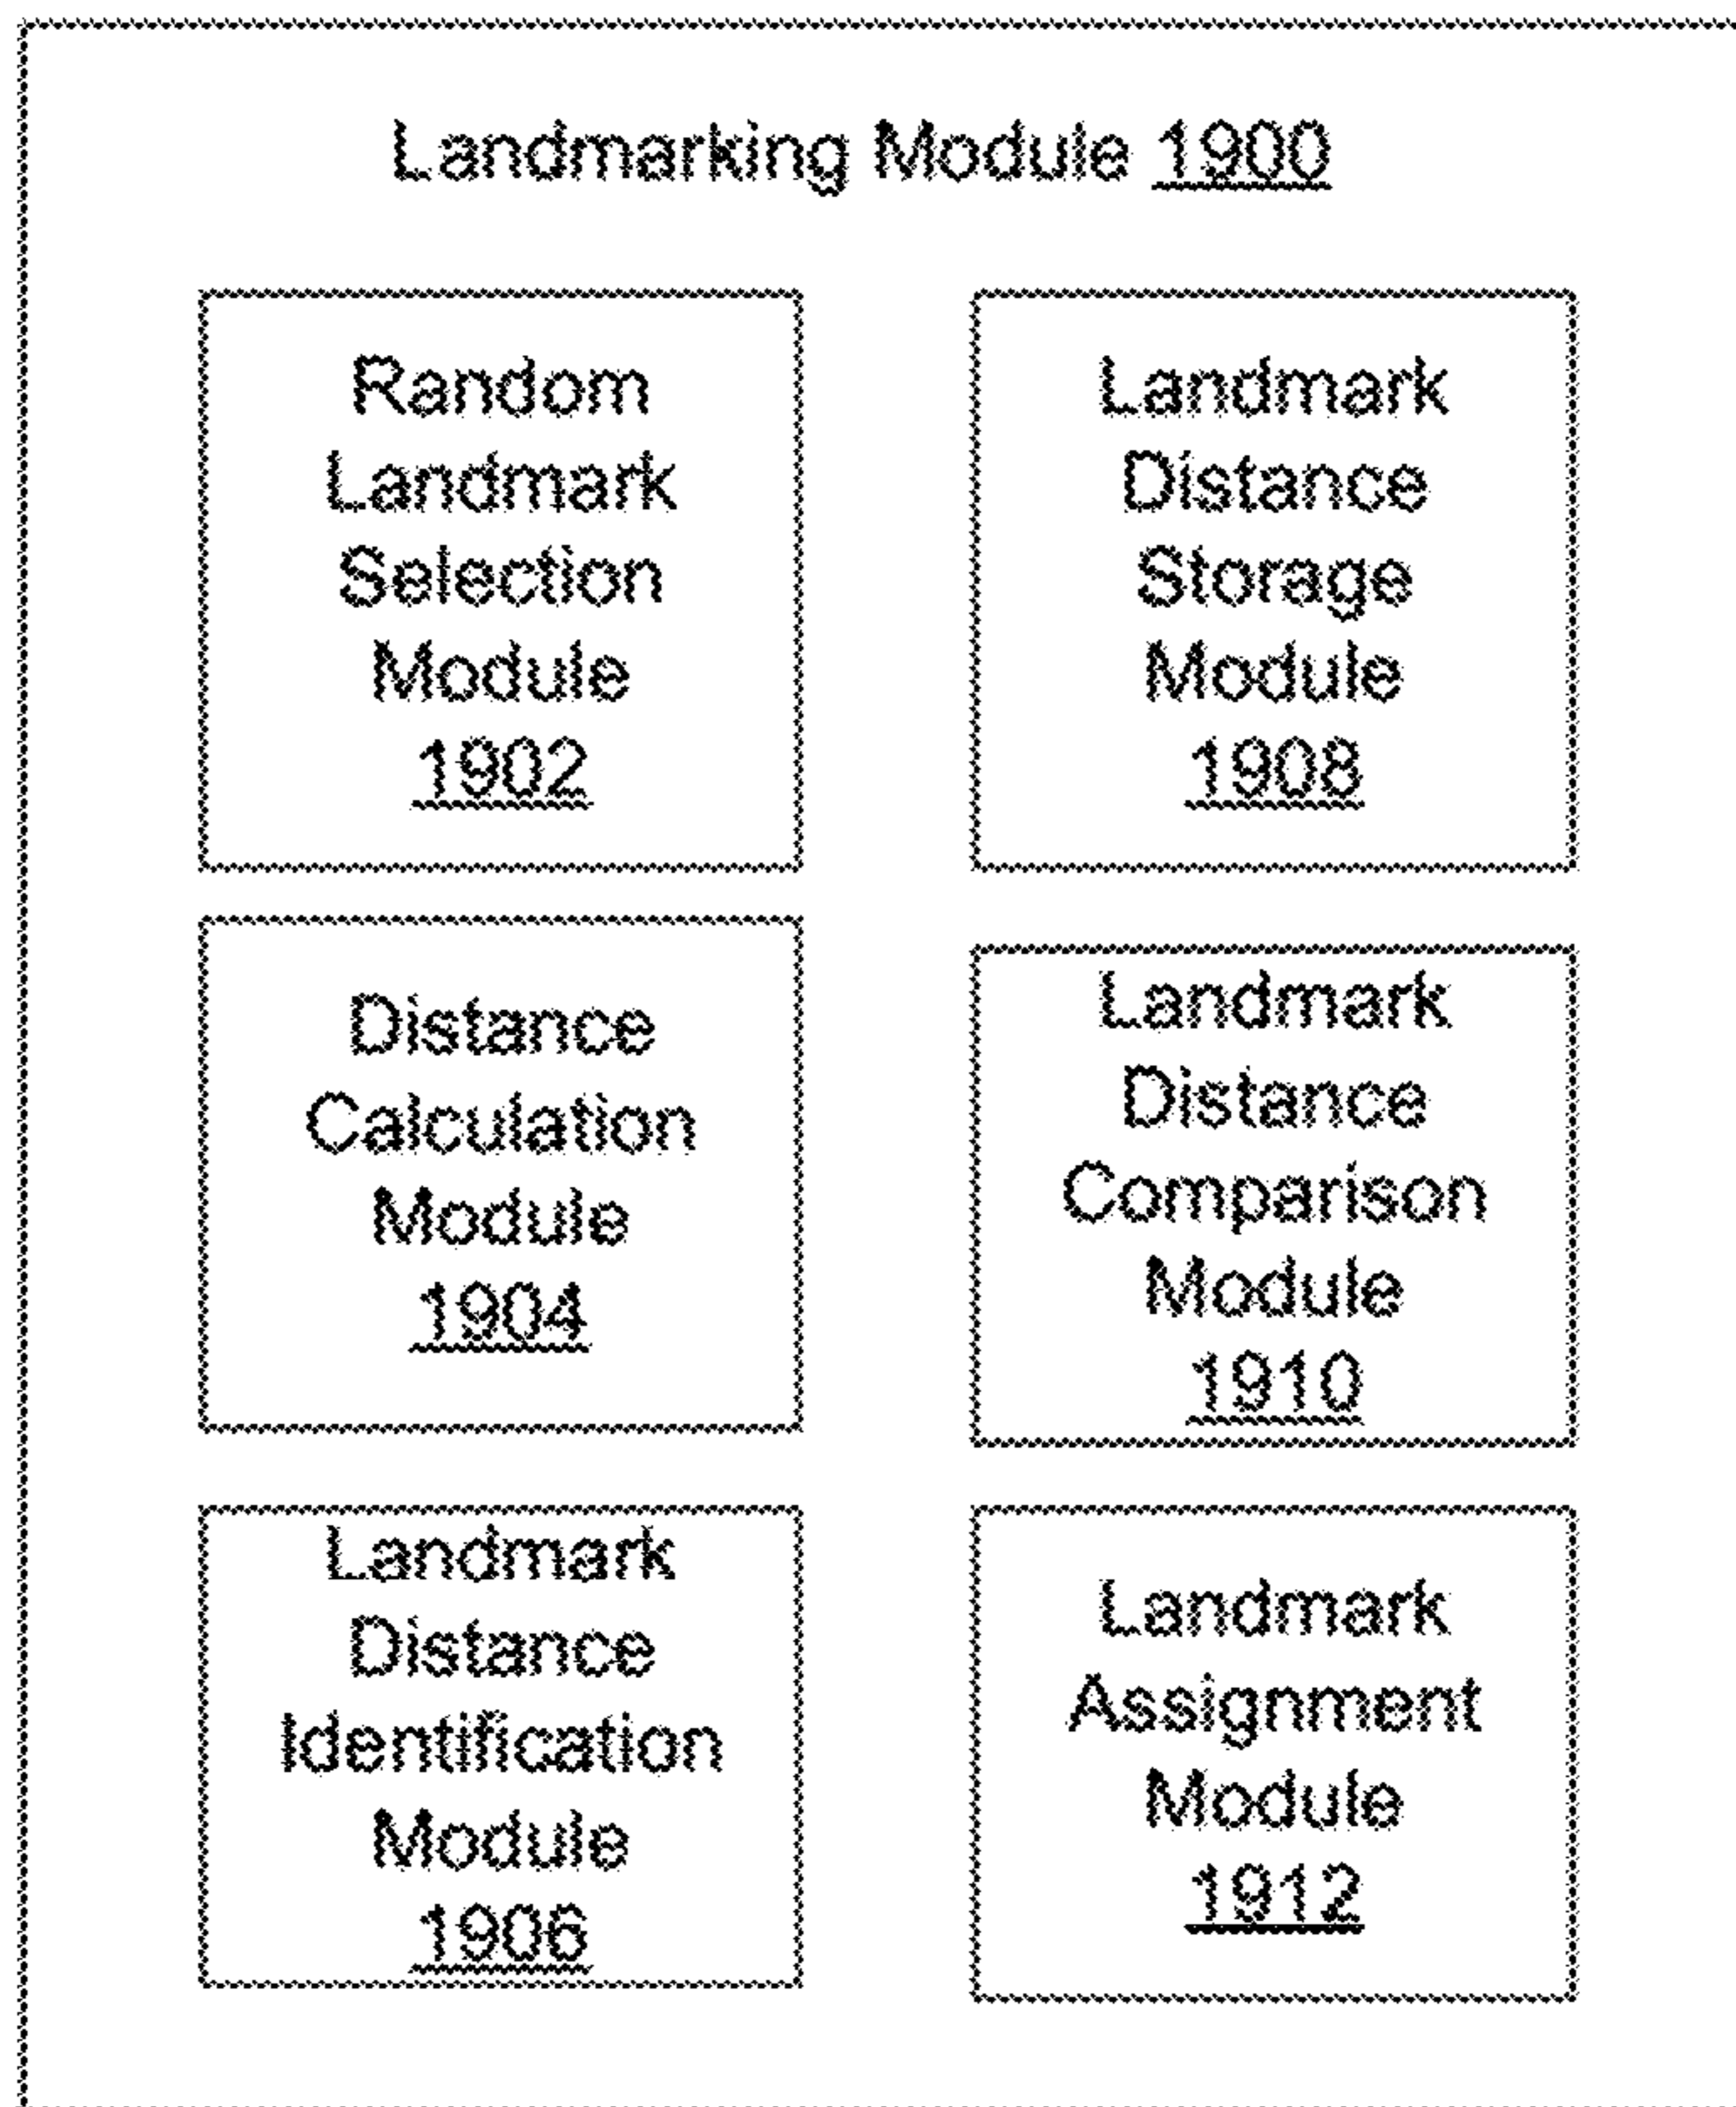 Landmarking Module 1900
Random
Landmark
Selection
Module
1902
Distance
Calculation
Module
1904
Landmark
Distance
Identification
Module
1906
Landmark
Distance
Storage
Module
1908
Landmark
Distance
Comparison
Module
1910
Landmark
Assignment
Module
1912